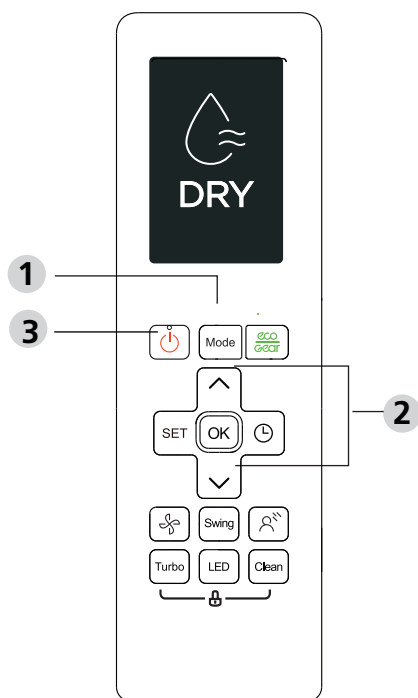 DRY
1
3
Mode
eco
GEAR
2
SET
OK
Swing
Turbo
LED
Clean